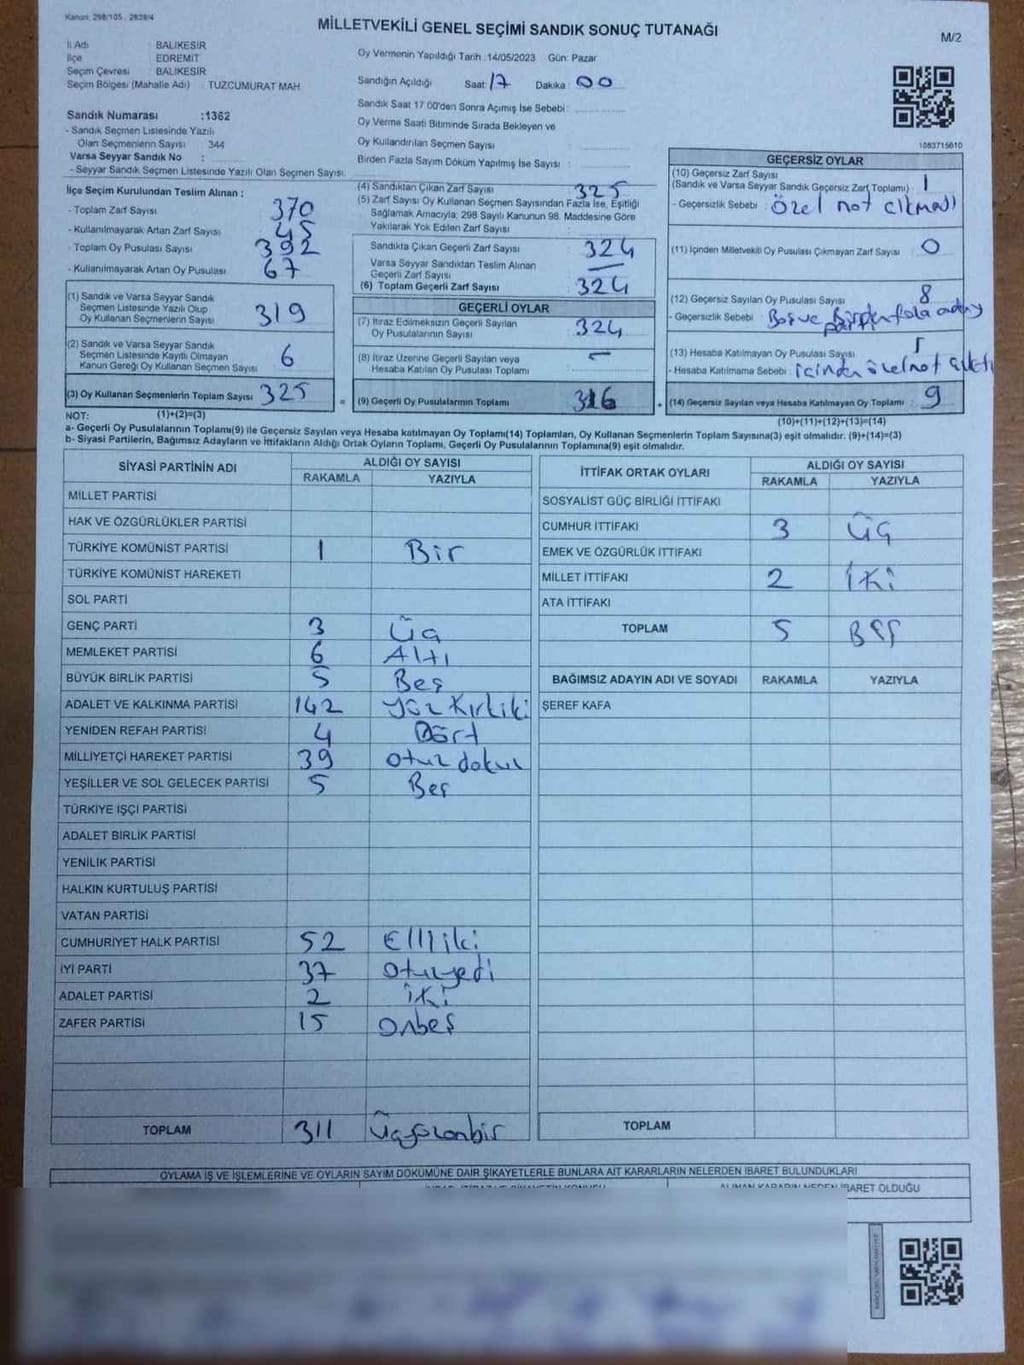 Kanun: 298/105 . 2839/4
MİLLETVEKİLİ GENEL SEÇİMİ SANDIK SONUÇ TUTANAĞI
M/2
İl Adı BALIKESİR
İlçe EDREMİT
Seçim Çevresi BALIKESİR
Seçim Bölgesi (Mahalle Adı) : TUZCUMURAT MAH.
Sandık Numarası :1362
- Sandık Seçmen Listesinde Yazılı
Olan Seçmenlerin Sayısı 344
Varsa Seyyar Sandık No :
- Seyyar Sandık Seçmen Listesinde Yazılı Olan Seçmen Sayısı:
Oy Vermenin Yapıldığı Tarih :14/05/2023 Gün: Pazar
Sandığın Açıldığı Saat: 17 Dakika: 00
Sandık Saat 17.00'den Sonra Açılmış İse Sebebi :
Oy Verme Saati Bitiminde Sırada Bekleyen ve
Oy Kullandırılan Seçmen Sayısı :
Birden Fazla Sayım Döküm Yapılmış İse Sayısı :
1083715610
İlçe Seçim Kurulundan Teslim Alınan :
- Toplam Zarf Sayısı 370
- Kullanılmayarak Artan Zarf Sayısı 45
- Toplam Oy Pusulası Sayısı 392
- Kullanılmayarak Artan Oy Pusulası 67
(1) Sandık ve Varsa Seyyar Sandık
Seçmen Listesinde Yazılı Olup
Oy Kullanan Seçmenlerin Sayısı 319
(2) Sandık ve Varsa Seyyar Sandık
Seçmen Listesinde Kayıtlı Olmayan
Kanun Gereği Oy Kullanan Seçmen Sayısı 6
(3) Oy Kullanan Seçmenlerin Toplam Sayısı 325
(4) Sandıktan Çıkan Zarf Sayısı 325
(5) Zarf Sayısı Oy Kullanan Seçmen Sayısından Fazla İse, Eşitliği
Sağlamak Amacıyla; 298 Sayılı Kanunun 98. Maddesine Göre
Yakılarak Yok Edilen Zarf Sayısı :
Sandıkta Çıkan Geçerli Zarf Sayısı 324
Varsa Seyyar Sandıktan Teslim Alınan
Geçerli Zarf Sayısı —
(6) Toplam Geçerli Zarf Sayısı 324
GEÇERLİ OYLAR
(7) İtiraz Edilmeksizin Geçerli Sayılan
Oy Pusulasının Sayısı 324
(8) İtiraz Üzerine Geçerli Sayılan veya
Hesaba Katılan Oy Pusulası Toplamı –
= (9) Geçerli Oy Pusulalarının Toplamı 316
GEÇERSİZ OYLAR
(10) Geçersiz Zarf Sayısı
(Sandık ve Varsa Seyyar Sandık Geçersiz Zarf Toplamı) 1
- Geçersizlik Sebebi : Özel not çıkmadı
(11) İçinden Milletvekili Oy Pusulası Çıkmayan Zarf Sayısı 0
(12) Geçersiz Sayılan Oy Pusulası Sayısı 8
- Geçersizlik Sebebi : Boş ve Birden fazla aday
(13) Hesaba Katılmayan Oy Pusulası Sayısı
- Hesaba Katılmama Sebebi : içinden özel not çıktı
+ (14) Geçersiz Sayılan veya Hesaba Katılmayan Oy Toplamı 9
NOT: (1)+(2)=(3)
(10)+(11)+(12)+(13)=(14)
a- Geçerli Oy Pusulalarının Toplamı(9) ile Geçersiz Sayılan veya Hesaba katılmayan Oy Toplamı(14) Toplamları, Oy Kullanan Seçmenlerin Toplam Sayısına(3) eşit olmalıdır. (9)+(14)=(3)
b- Siyasi Partilerin, Bağımsız Adayların ve İttifakların Aldığı Ortak Oyların Toplamı, Geçerli Oy Pusulalarının Toplamına(9) eşit olmalıdır.
SİYASİ PARTİNİN ADI ALDIĞI OY SAYISI
RAKAMLA YAZIYLA
MİLLET PARTİSİ
HAK VE ÖZGÜRLÜKLER PARTİSİ
TÜRKİYE KOMÜNİST PARTİSİ 1 Bir
TÜRKİYE KOMÜNİST HAREKETİ
SOL PARTİ
GENÇ PARTİ 3 Üç
MEMLEKET PARTİSİ 6 Altı
BÜYÜK BİRLİK PARTİSİ 5 Beş
ADALET VE KALKINMA PARTİSİ 142 Yüz Kırkiki
YENİDEN REFAH PARTİSİ 4 Dört
MİLLİYETÇİ HAREKET PARTİSİ 39 otuz dokuz
YEŞİLLER VE SOL GELECEK PARTİSİ 5 Beş
TÜRKİYE İŞÇİ PARTİSİ
ADALET BİRLİK PARTİSİ
YENİLİK PARTİSİ
HALKIN KURTULUŞ PARTİSİ
VATAN PARTİSİ
CUMHURİYET HALK PARTİSİ 52 Elliiki
İYİ PARTİ 37 Otuzyedi
ADALET PARTİSİ 2 iki
ZAFER PARTİSİ 15 Onbeş
TOPLAM 311 Üçyüzonbir
İTTİFAK ORTAK OYLARI ALDIĞI OY SAYISI
RAKAMLA YAZIYLA
SOSYALİST GÜÇ BİRLİĞİ İTTİFAKI
CUMHUR İTTİFAKI 3 Üç
EMEK VE ÖZGÜRLÜK İTTİFAKI
MİLLET İTTİFAKI 2 İki
ATA İTTİFAKI
TOPLAM 5 Beş
BAĞIMSIZ ADAYIN ADI VE SOYADI RAKAMLA YAZIYLA
ŞEREF KAFA
TOPLAM
OYLAMA İŞ VE İŞLEMLERİNE VE OYLARIN SAYIM DÖKÜMÜNE DAİR ŞİKAYETLERLE BUNLARA AİT KARARLARIN NELERDEN İBARET BULUNDUKLARI
ALINAN KARARIN NEDEN İBARET OLDUĞU